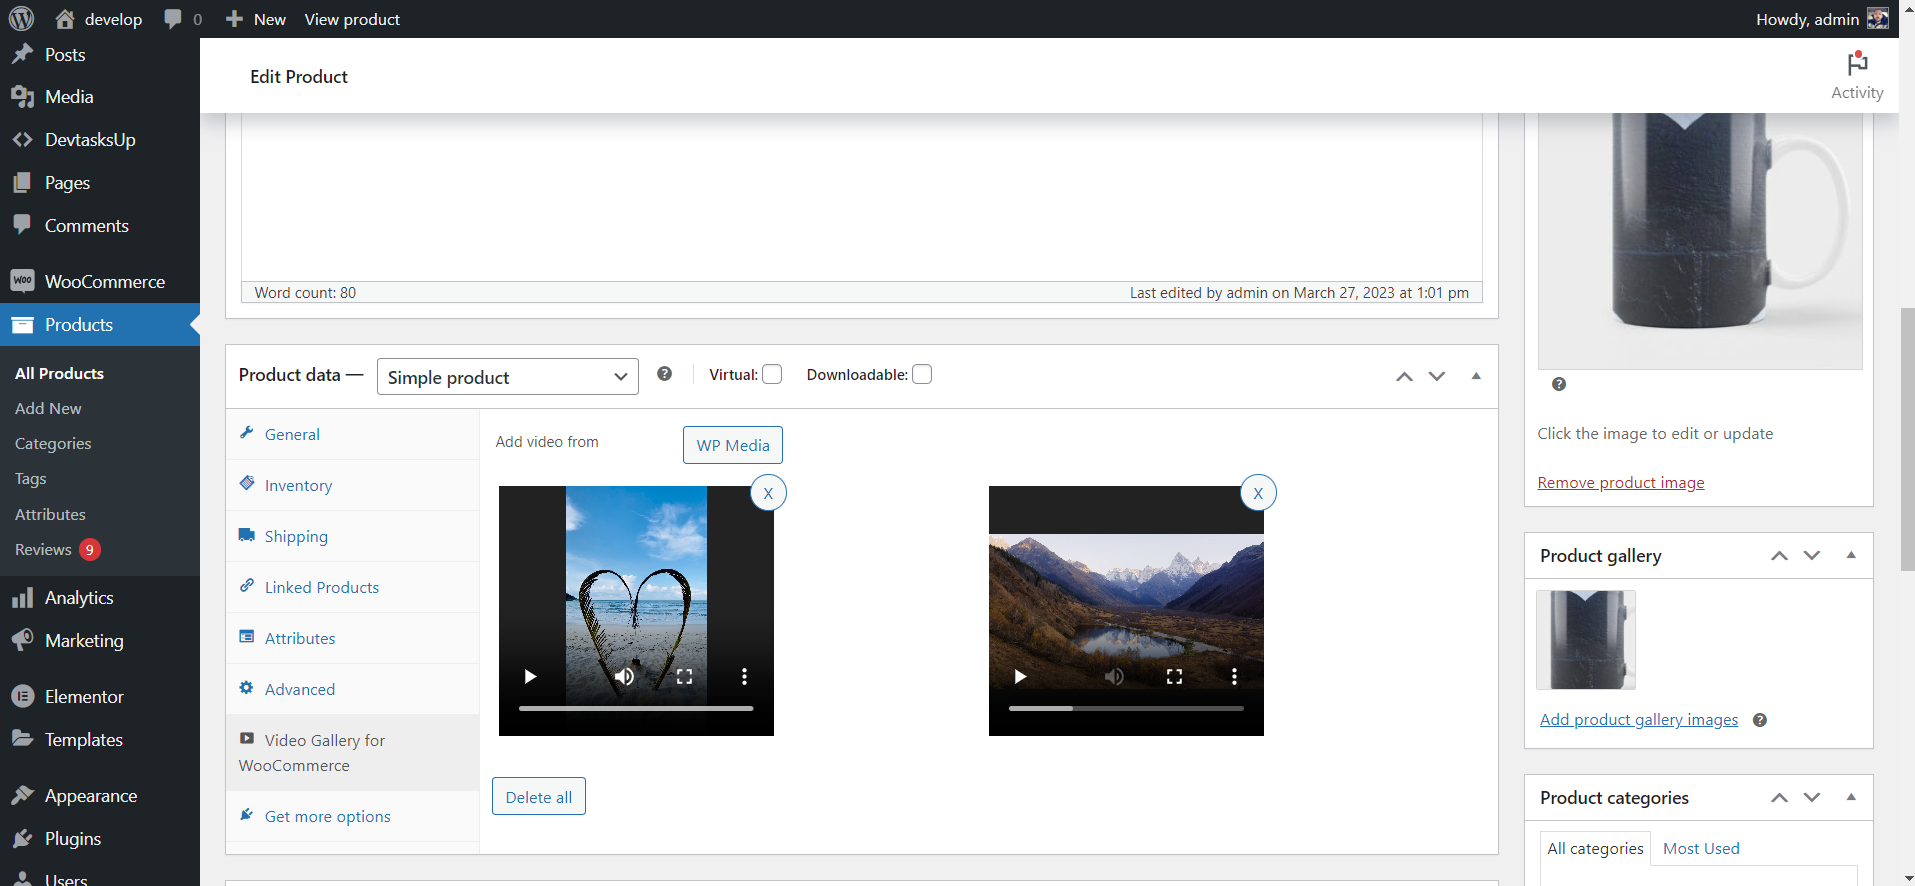 develop
0
New
View product
Howdy, admin
Posts
Media
DevtasksUp
Pages
Comments
WooCommerce
Products
All Products
Add New
Categories
Tags
Attributes
Reviews 9
Analytics
Marketing
Elementor
Templates
Appearance
Plugins
Users
Edit Product
Activity
Word count: 80
Last edited by admin on March 27, 2023 at 1:01 pm
Product data —
Simple product
Virtual:
Downloadable:
General
Inventory
Shipping
Linked Products
Attributes
Advanced
Video Gallery for
WooCommerce
Get more options
Add video from
WP Media
X
X
Delete all
Click the image to edit or update
Remove product image
Product gallery
Add product gallery images
Product categories
All categories
Most Used